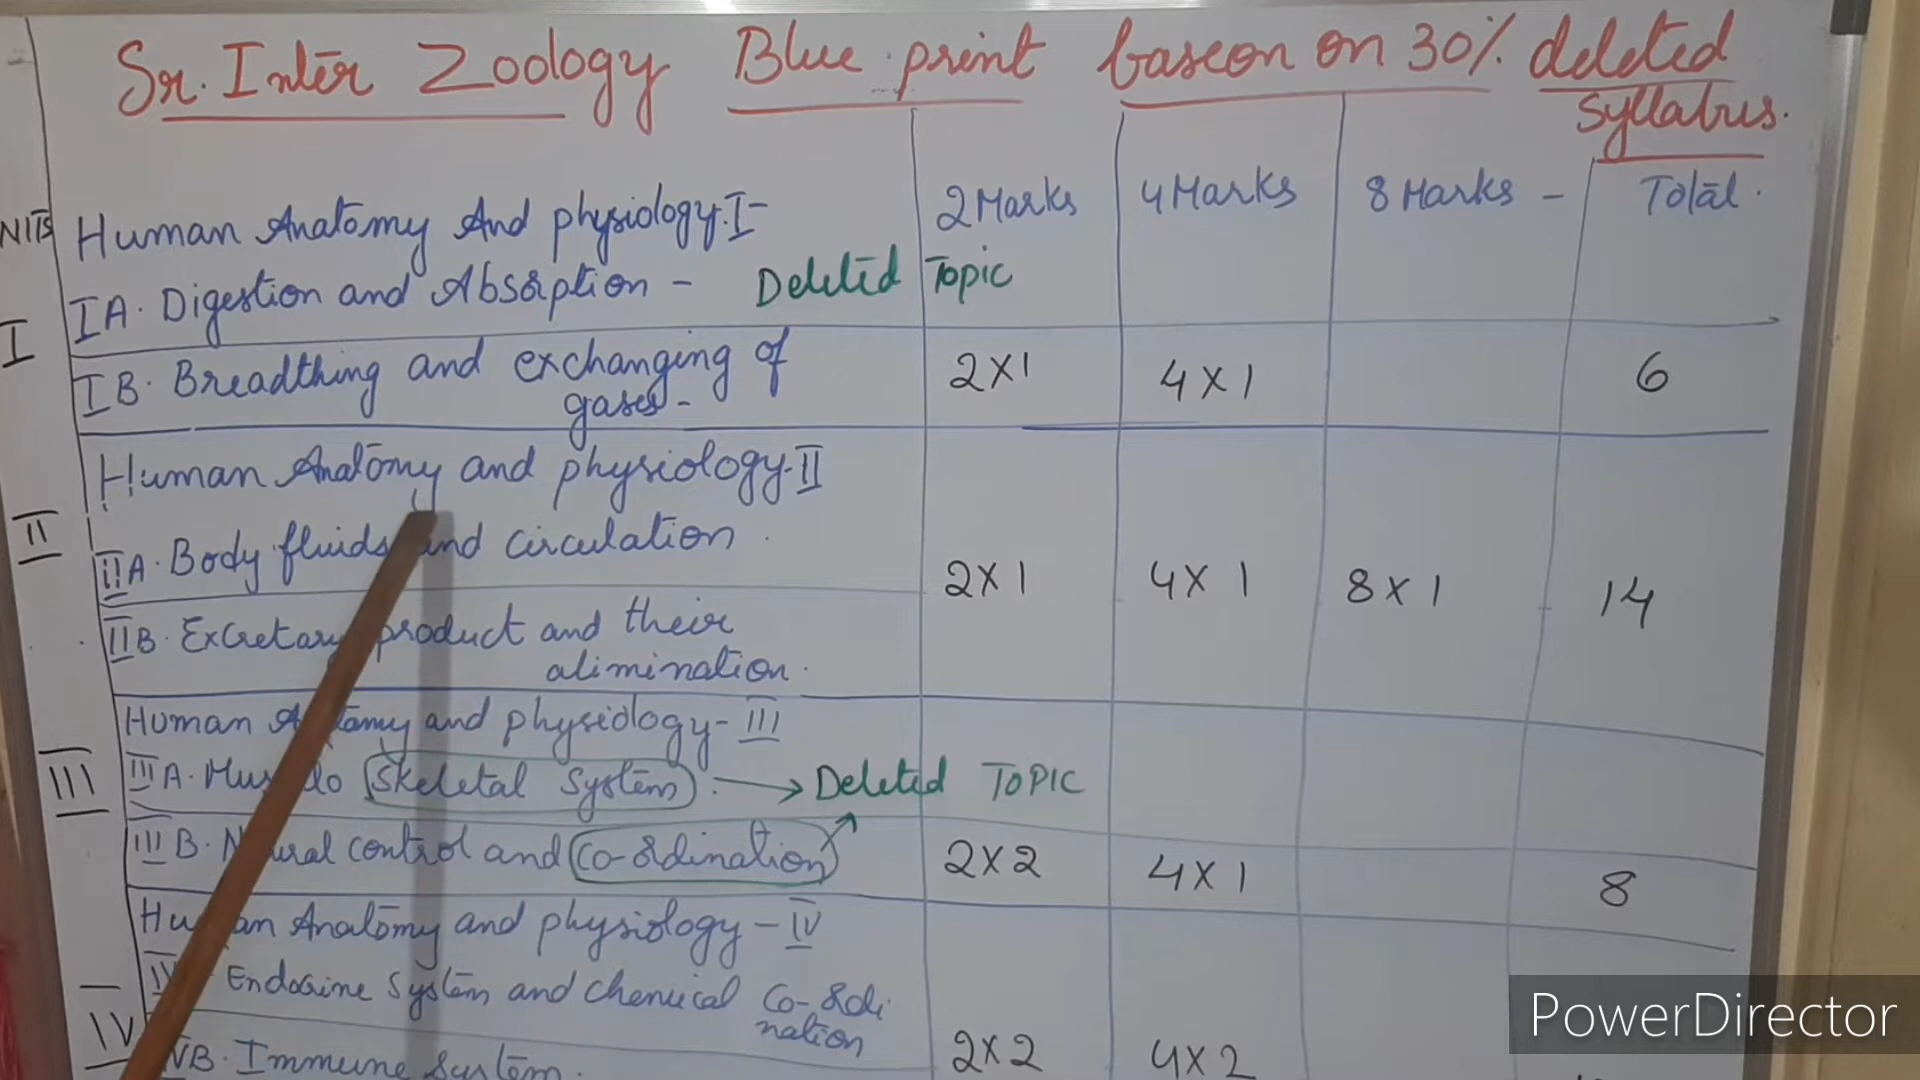 Sr. Inter Zoology Blue print baseon on 30% deleted
syllabus.
2 Marks 4 Marks 8 Marks - Total.
NITS Human Anatomy And physiology.I-
I IA. Digestion and Absorption - Deleted Topic
IB. Breadthing and exchanging of
gases - 2X1 4X1 6
Human Anatomy and physiology-II
II IIA. Body fluids and circulation.
2X1 4X1 8X1 14
IIB. Excretary product and their
alimination.
Human Anatomy and physiology-III
III IIIA. skeletal System. → Deleted TOPIC
IIIB. control and co-ordination 2X2 4X1 8
Human Anatomy and physiology-IV
Endocrine System and chemical Co-ordi
nation
IV IVB. Immune System. 2X2 4X2
PowerDirector